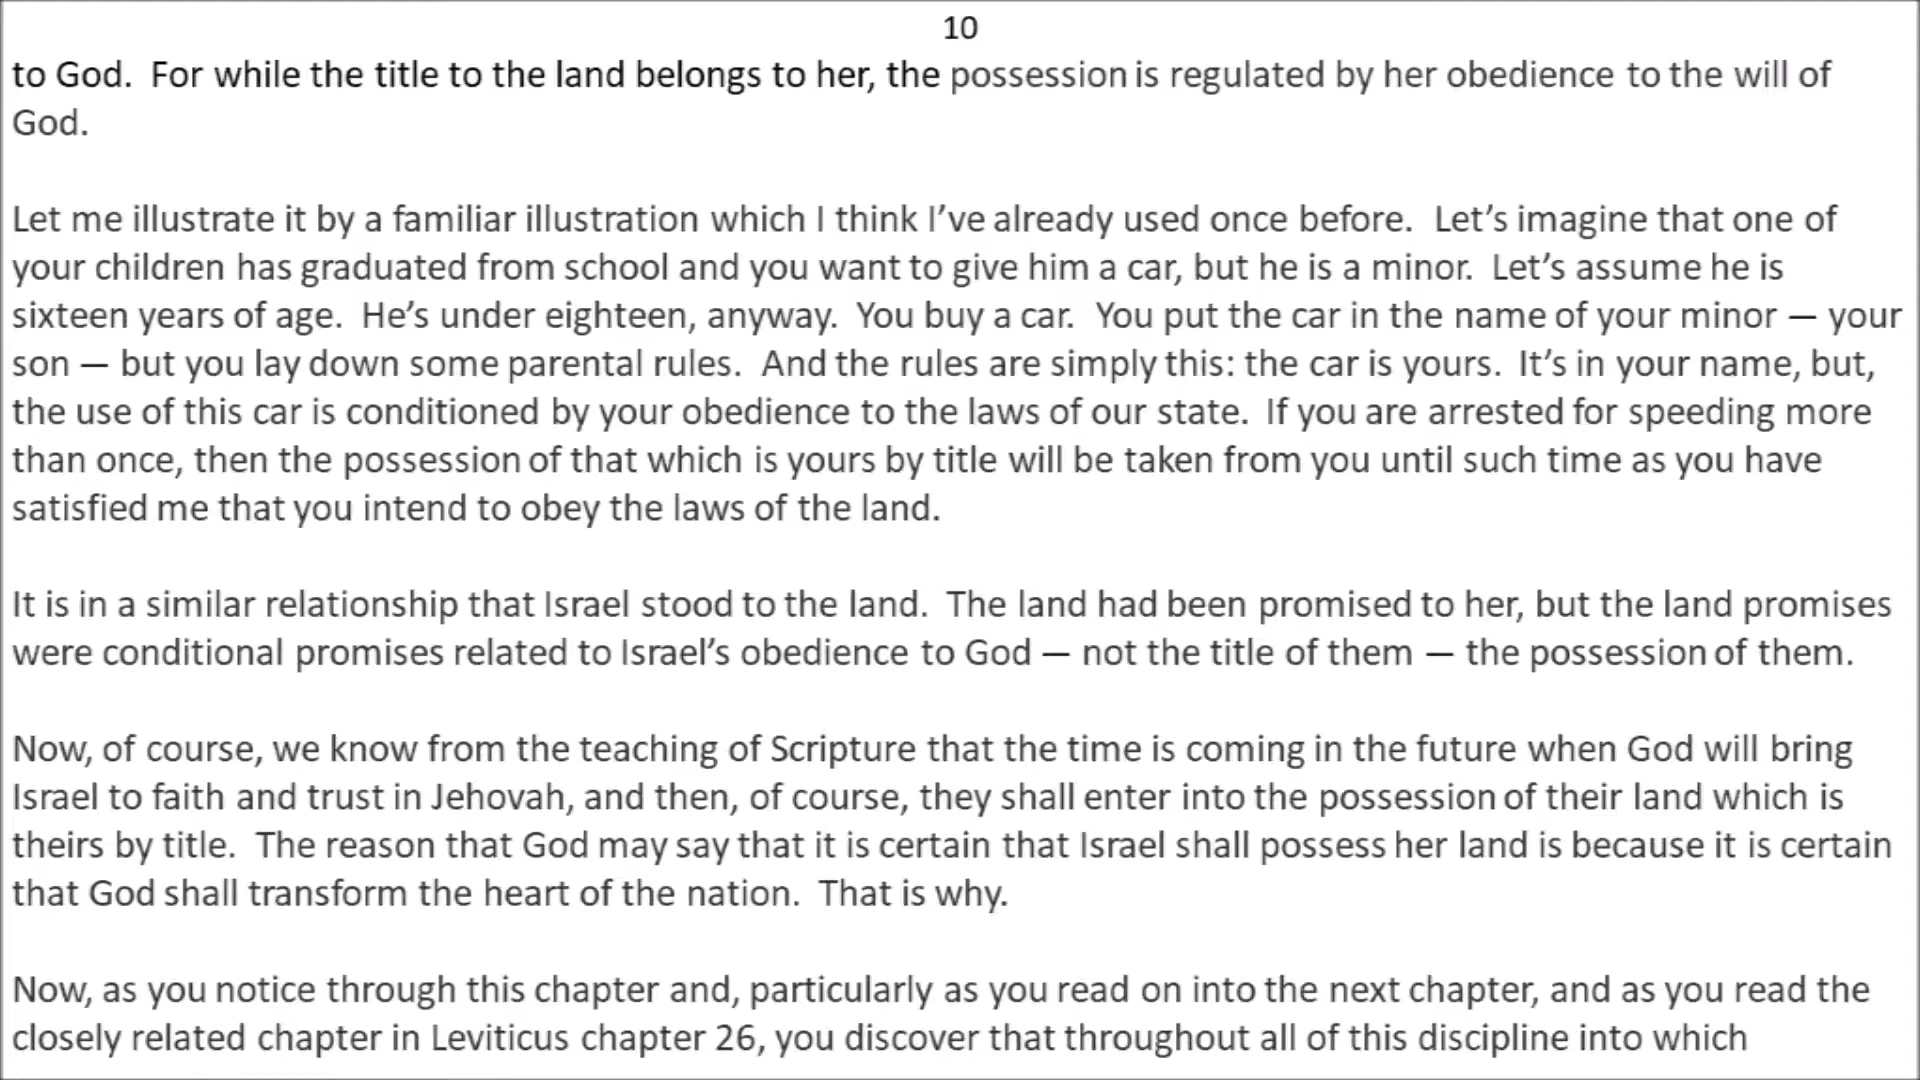 10
to God.  For while the title to the land belongs to her, the possession is regulated by her obedience to the will of
God.
Let me illustrate it by a familiar illustration which I think I’ve already used once before.  Let’s imagine that one of
your children has graduated from school and you want to give him a car, but he is a minor.  Let’s assume he is
sixteen years of age.  He’s under eighteen, anyway.  You buy a car.  You put the car in the name of your minor — your
son — but you lay down some parental rules.  And the rules are simply this: the car is yours.  It’s in your name, but,
the use of this car is conditioned by your obedience to the laws of our state.  If you are arrested for speeding more
than once, then the possession of that which is yours by title will be taken from you until such time as you have
satisfied me that you intend to obey the laws of the land.
It is in a similar relationship that Israel stood to the land.  The land had been promised to her, but the land promises
were conditional promises related to Israel’s obedience to God — not the title of them — the possession of them.
Now, of course, we know from the teaching of Scripture that the time is coming in the future when God will bring
Israel to faith and trust in Jehovah, and then, of course, they shall enter into the possession of their land which is
theirs by title.  The reason that God may say that it is certain that Israel shall possess her land is because it is certain
that God shall transform the heart of the nation.  That is why.
Now, as you notice through this chapter and, particularly as you read on into the next chapter, and as you read the
closely related chapter in Leviticus chapter 26, you discover that throughout all of this discipline into which